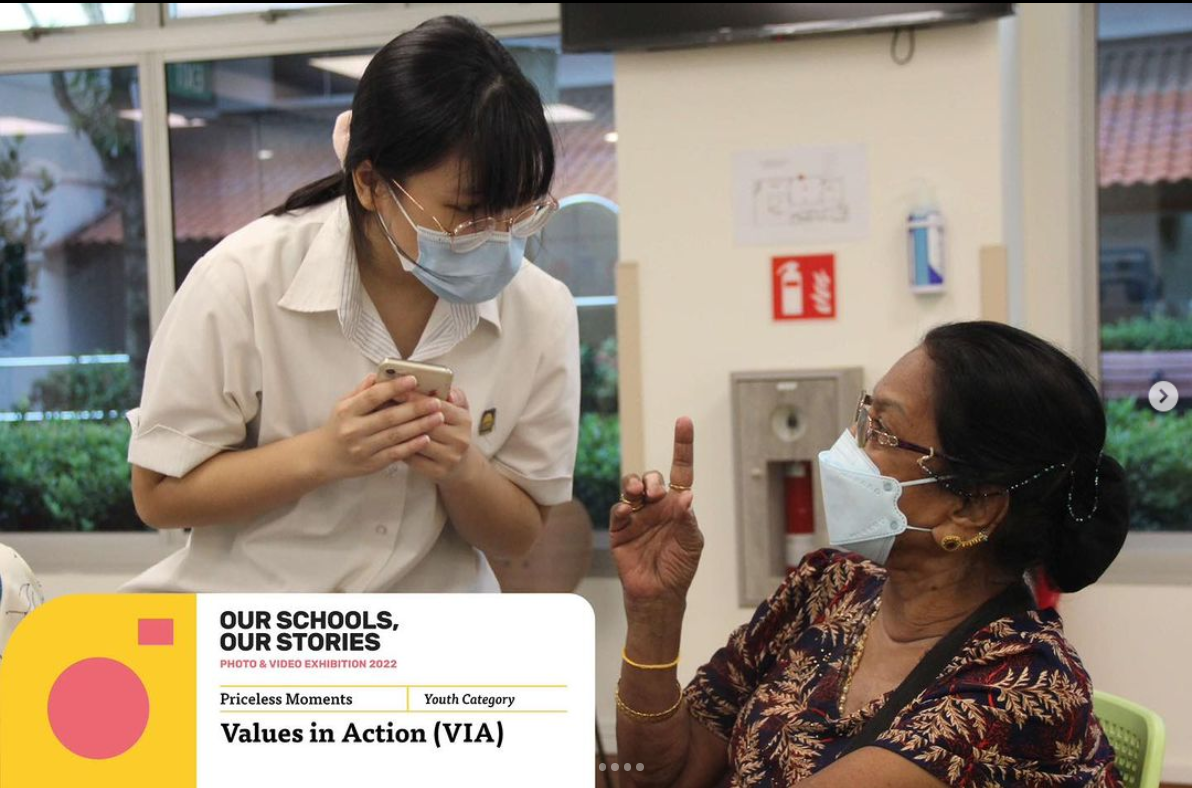 OUR SCHOOLS,
OUR STORIES
PHOTO & VIDEO EXHIBITION 2022
Priceless Moments
Youth Category
Values in Action (VIA)